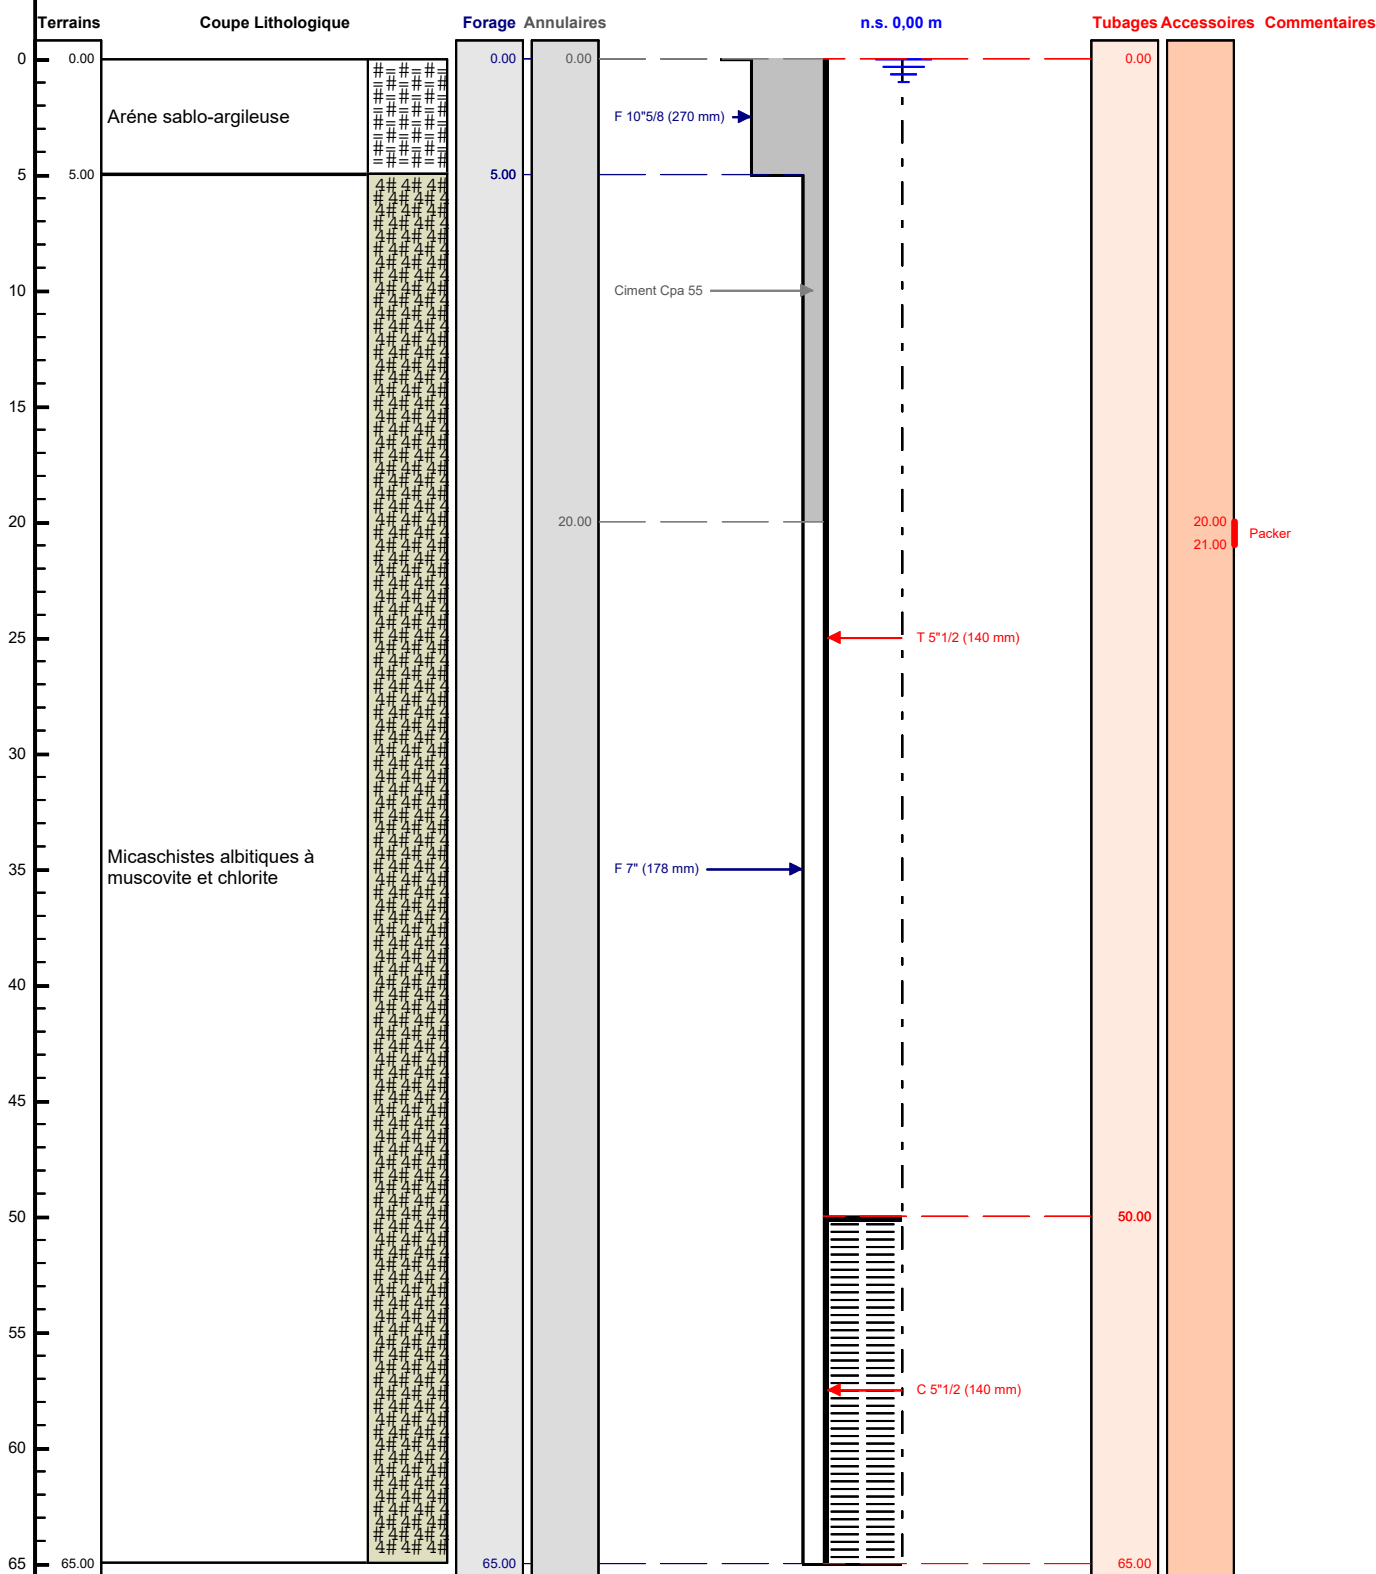 Terrains Coupe Lithologique Forage Annulaires n.s. 0,00 m Tubages Accessoires Commentaires
0 0.00 0.00 0.00 0.00
Aréne sablo-argileuse F 10"5/8 (270 mm)
5 5.00 5.00
10 Ciment Cpa 55
15
20 20.00 20.00
Packer
21.00
25 T 5"1/2 (140 mm)
30
Micaschistes albitiques à
muscovite et chlorite
35 F 7" (178 mm)
40
45
50 50.00
55
C 5"1/2 (140 mm)
60
65 65.00 65.00 65.00